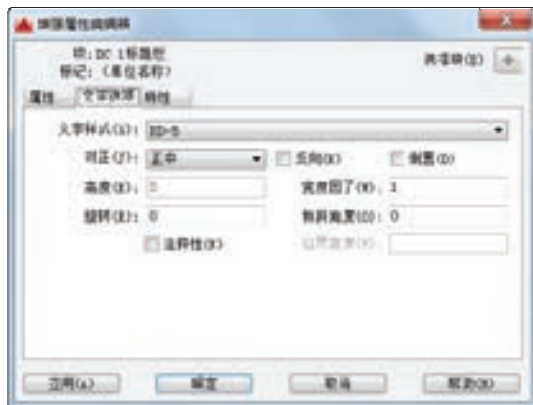 增强属性编辑器
块: DC 1标题栏
标记: (单位名称)
选择块(B)
属性 文字选项 特性
文字样式(S):
对正(J): 正中 反向(K) 倒置(D)
高度(E): 5 宽度因子(W): 1
旋转(R): 0 倾斜角度(O): 0
注释性(N) 边界宽度(B):
应用(A) 确定 取消 帮助(H)